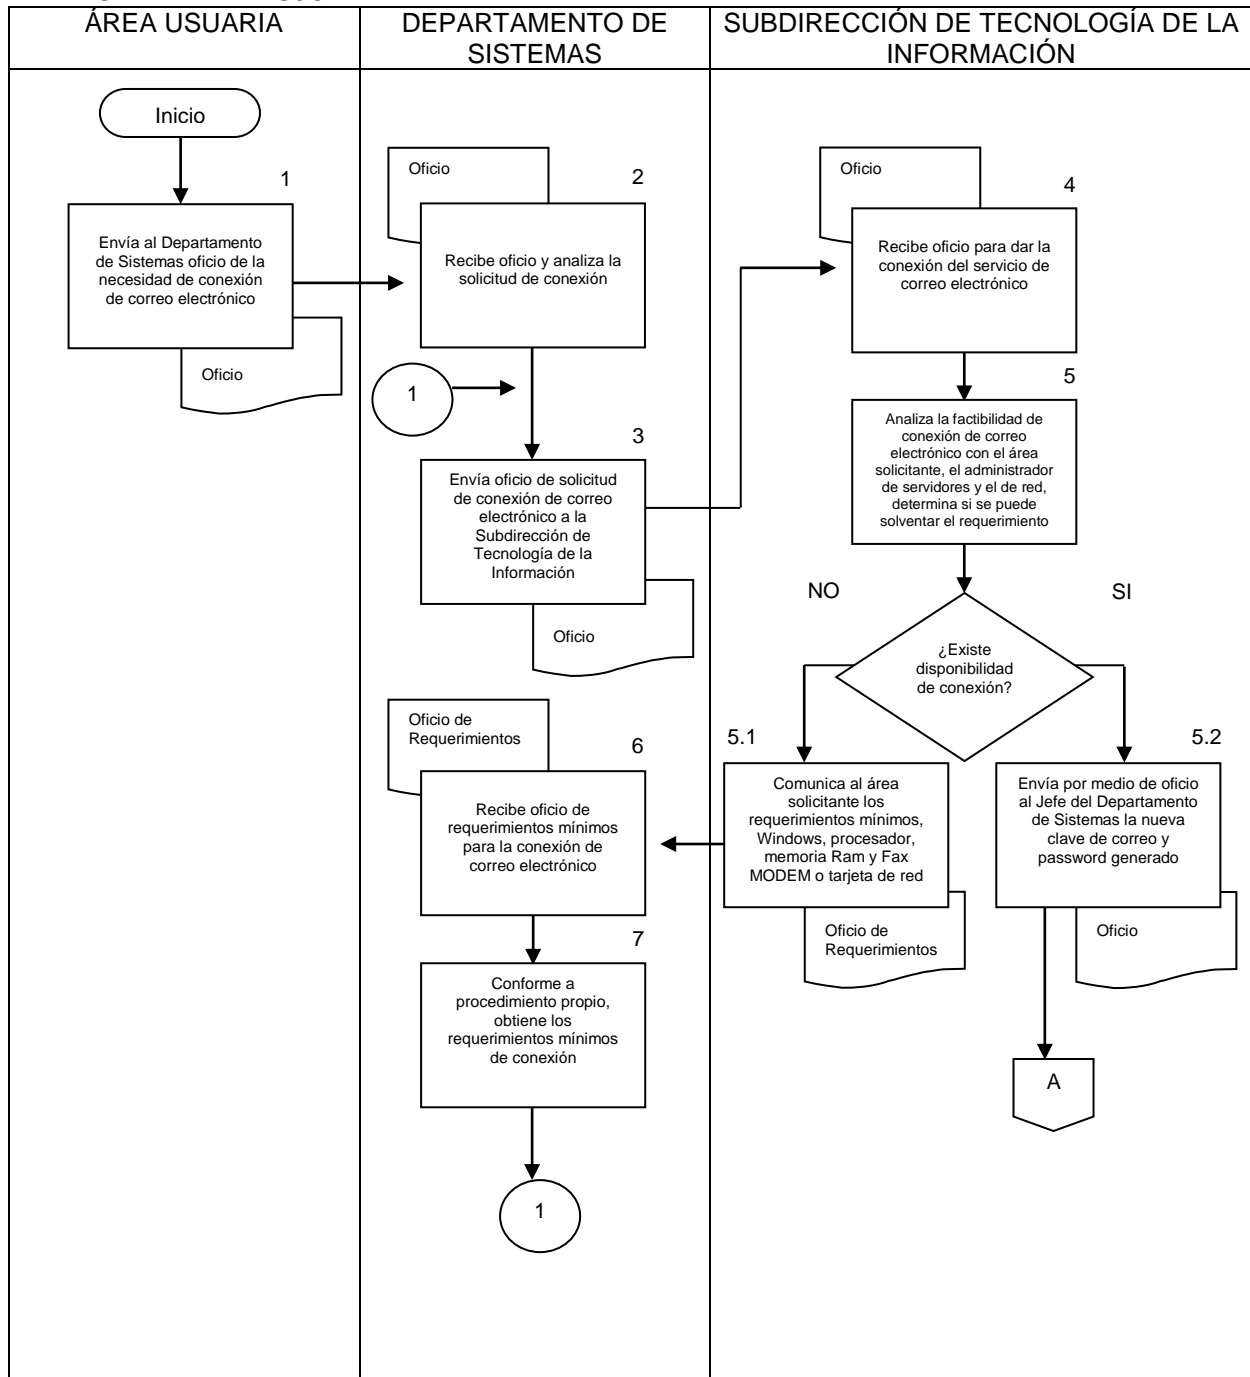 ÁREA USUARIA
DEPARTAMENTO DE
SISTEMAS
SUBDIRECCIÓN DE TECNOLOGÍA DE LA
INFORMACIÓN
Inicio
1
Envía al Departamento
de Sistemas oficio de la
necesidad de conexión
de correo electrónico
Oficio
Oficio
2
Recibe oficio y analiza la
solicitud de conexión
1
3
Envía oficio de solicitud
de conexión de correo
electrónico a la
Subdirección de
Tecnología de la
Información
Oficio
Oficio
4
Recibe oficio para dar la
conexión del servicio de
correo electrónico
5
Analiza la factibilidad de
conexión de correo
electrónico con el área
solicitante, el administrador
de servidores y el de red,
determina si se puede
solventar el requerimiento
NO
SI
¿Existe
disponibilidad
de conexión?
5.1
Comunica al área
solicitante los
requerimientos mínimos,
Windows, procesador,
memoria Ram y Fax
MODEM o tarjeta de red
Oficio de
Requerimientos
5.2
Envía por medio de oficio
al Jefe del Departamento
de Sistemas la nueva
clave de correo y
password generado
Oficio
A
Oficio de
Requerimientos
6
Recibe oficio de
requerimientos mínimos
para la conexión de
correo electrónico
7
Conforme a
procedimiento propio,
obtiene los
requerimientos mínimos
de conexión
1